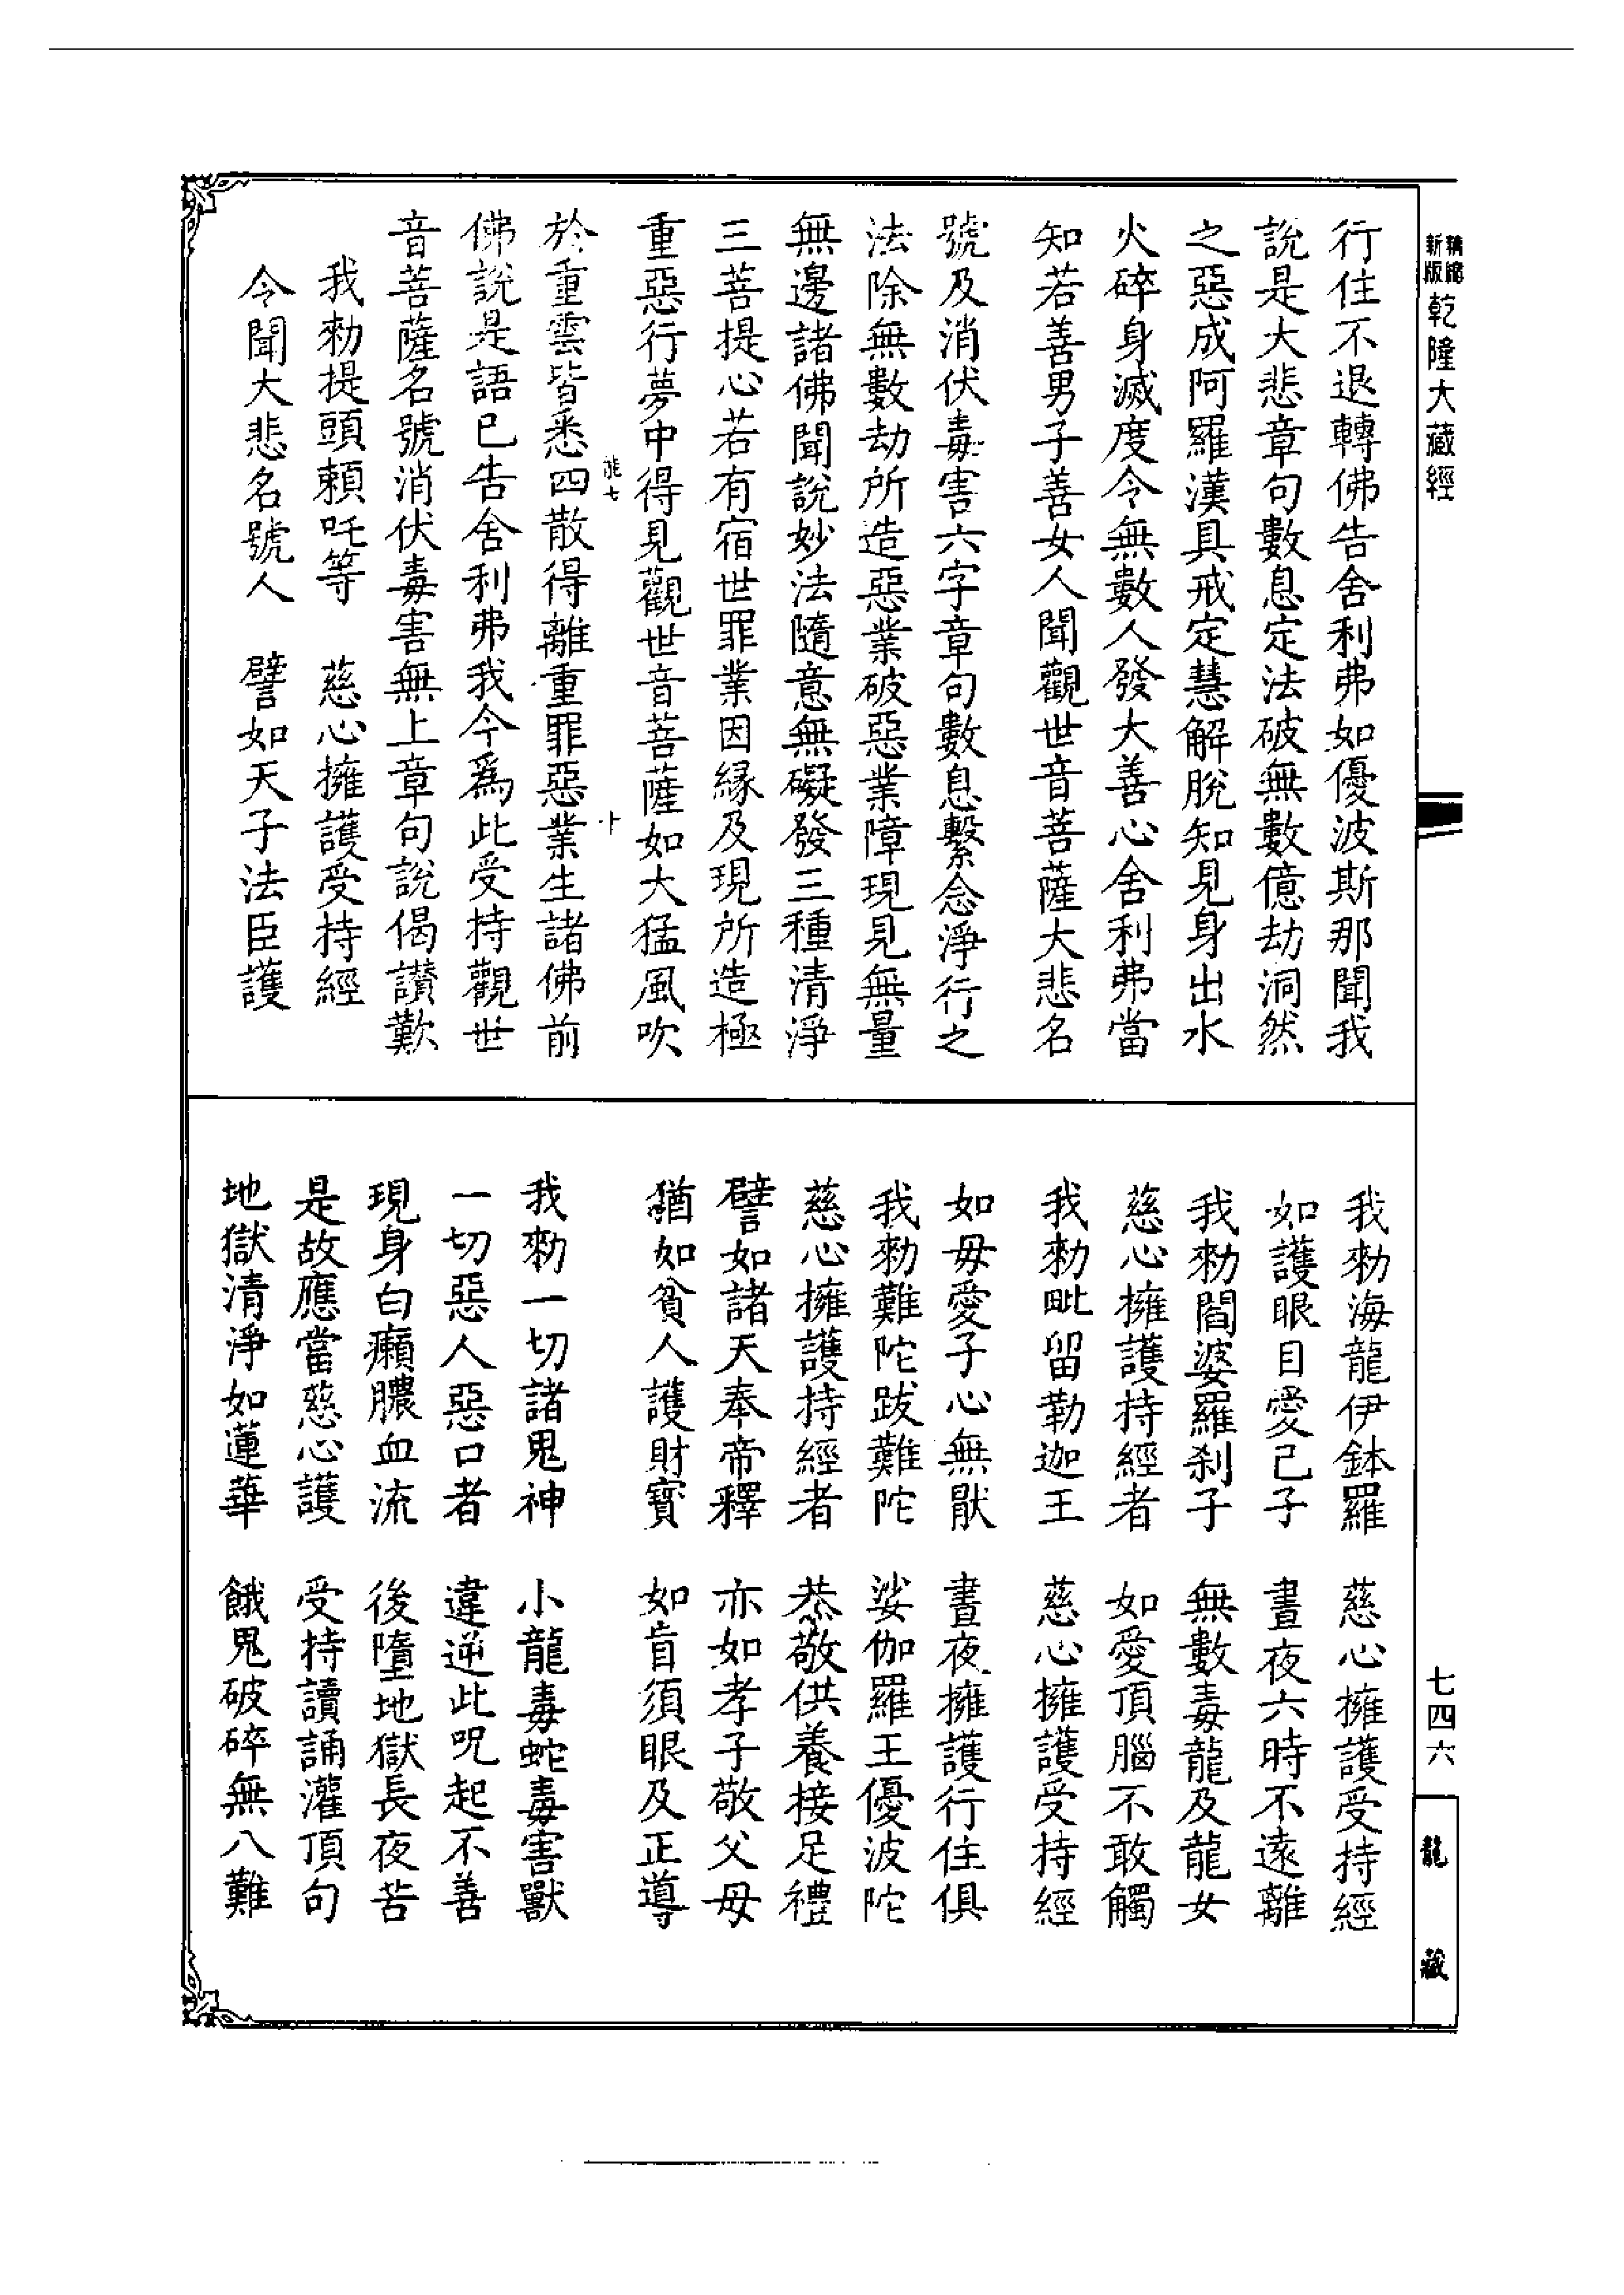 精縮
新版
乾隆大藏經
七四六
龍藏
行住不退轉佛告舍利弗如優波斯那聞我
說是大悲章句數息定法破無數億劫洞然
之惡成阿羅漢具戒定慧解脫知見身出水
火碎身滅度令無數人發大善心舍利弗當
知若善男子善女人聞觀世音菩薩大悲名
號及消伏毒害六字章句數息繫念淨行之
法除無數劫所造惡業破惡業障現見無量
無邊諸佛聞說妙法隨意無礙發三種清淨
三菩提心若有宿世罪業因緣及現所造極
重惡行夢中得見觀世音菩薩如大猛風吹
能七 十
於重雲皆悉四散得離重罪惡業生諸佛前
佛說是語已告舍利弗我今爲此受持觀世
音菩薩名號消伏毒害無上章句說偈讚歎
我勑提頭賴吒等 慈心擁護受持經
令聞大悲名號人 譬如天子法臣護
我勑海龍伊鉢羅 慈心擁護受持經
如護眼目愛己子 晝夜六時不遠離
我勑閻婆羅刹子 無數毒龍及龍女
慈心擁護持經者 如愛頂腦不敢觸
我勑毗留勒迦王 慈心擁護受持經
如母愛子心無猒 晝夜擁護行住俱
我勑難陀跋難陀 娑伽羅王優波陀
慈心擁護持經者 恭敬供養接足禮
譬如諸天奉帝釋 亦如孝子敬父母
猶如貧人護財寶 如盲須眼及正導
我勑一切諸鬼神 小龍毒蛇毒害獸
一切惡人惡口者 違逆此呪起不善
現身白癩膿血流 後墮地獄長夜苦
是故應當慈心護 受持讀誦灌頂句
地獄清淨如蓮華 餓鬼破碎無八難